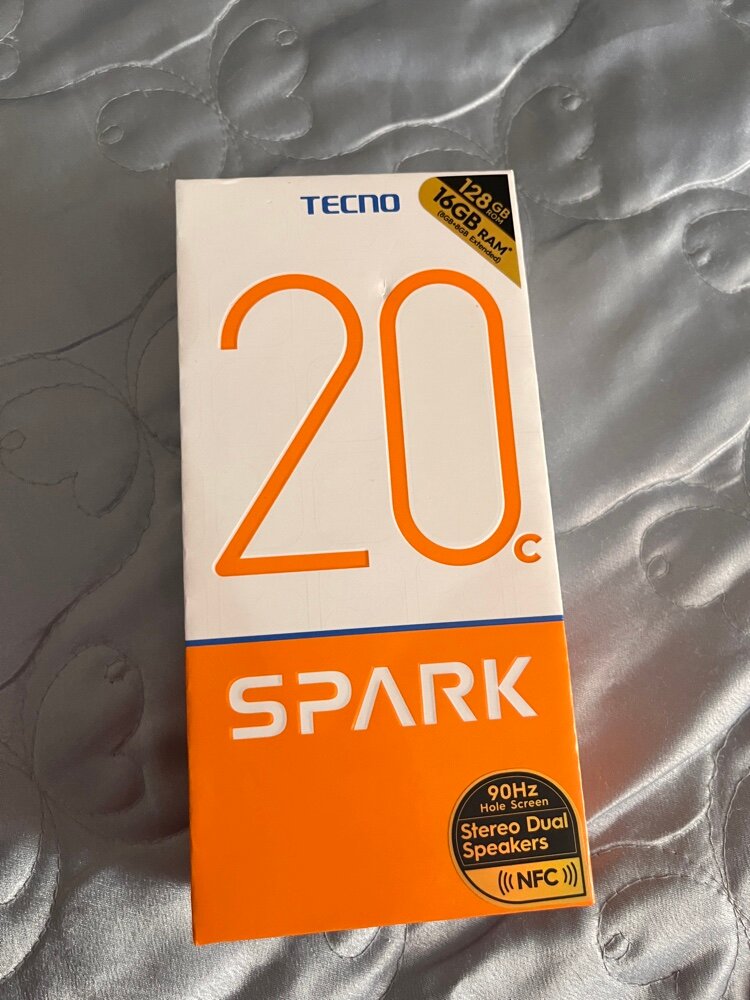 TECNO
128GB
ROM
16GB RAM*
(8GB+8GB Extended)
20c
SPARK
90Hz
Hole Screen
Stereo Dual
Speakers
NFC